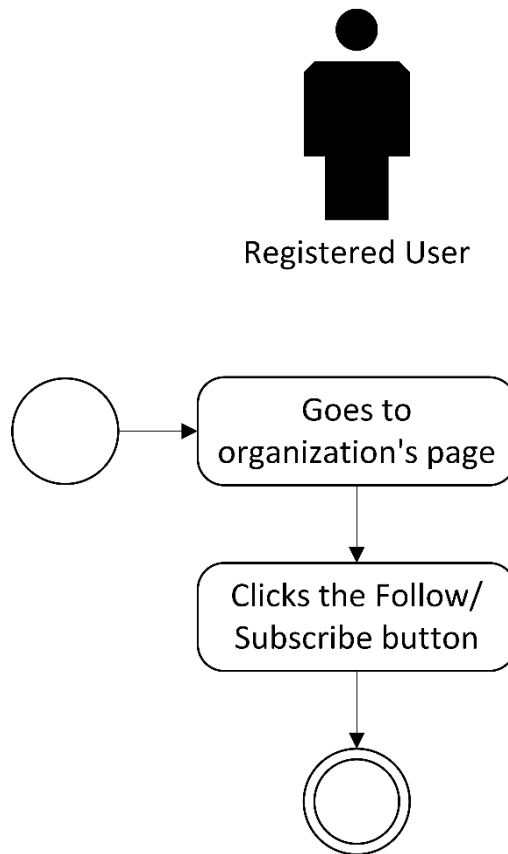 Registered User
Goes to
organization's page
Clicks the Follow/
Subscribe button